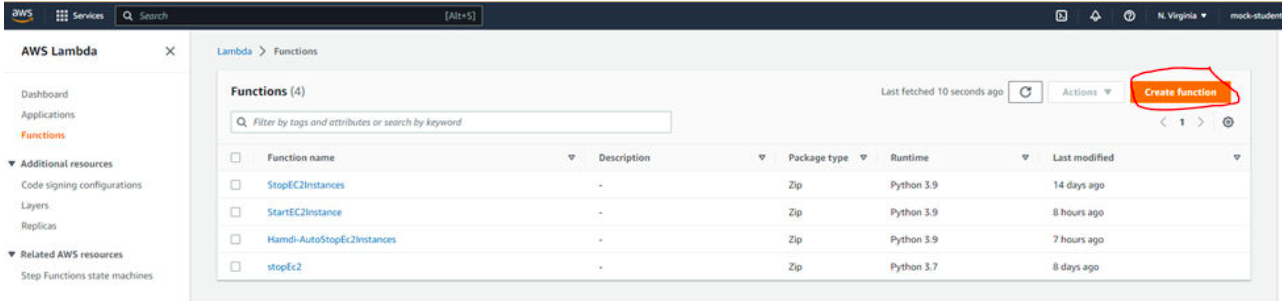 aws Services Search [Alt+S] N. Virginia ▼ mock-student
AWS Lambda ×
Lambda > Functions
Dashboard
Applications
Functions
▼ Additional resources
Code signing configurations
Layers
Replicas
▼ Related AWS resources
Step Functions state machines
Functions (4) Last fetched 10 seconds ago Actions ▼ Create function
Filter by tags and attributes or search by keyword < 1 >
Function name Description Package type Runtime Last modified
StopEC2Instances - Zip Python 3.9 14 days ago
StartEC2Instance - Zip Python 3.9 8 hours ago
Hamdi-AutoStopEc2Instances - Zip Python 3.9 7 hours ago
stopEc2 - Zip Python 3.7 8 days ago